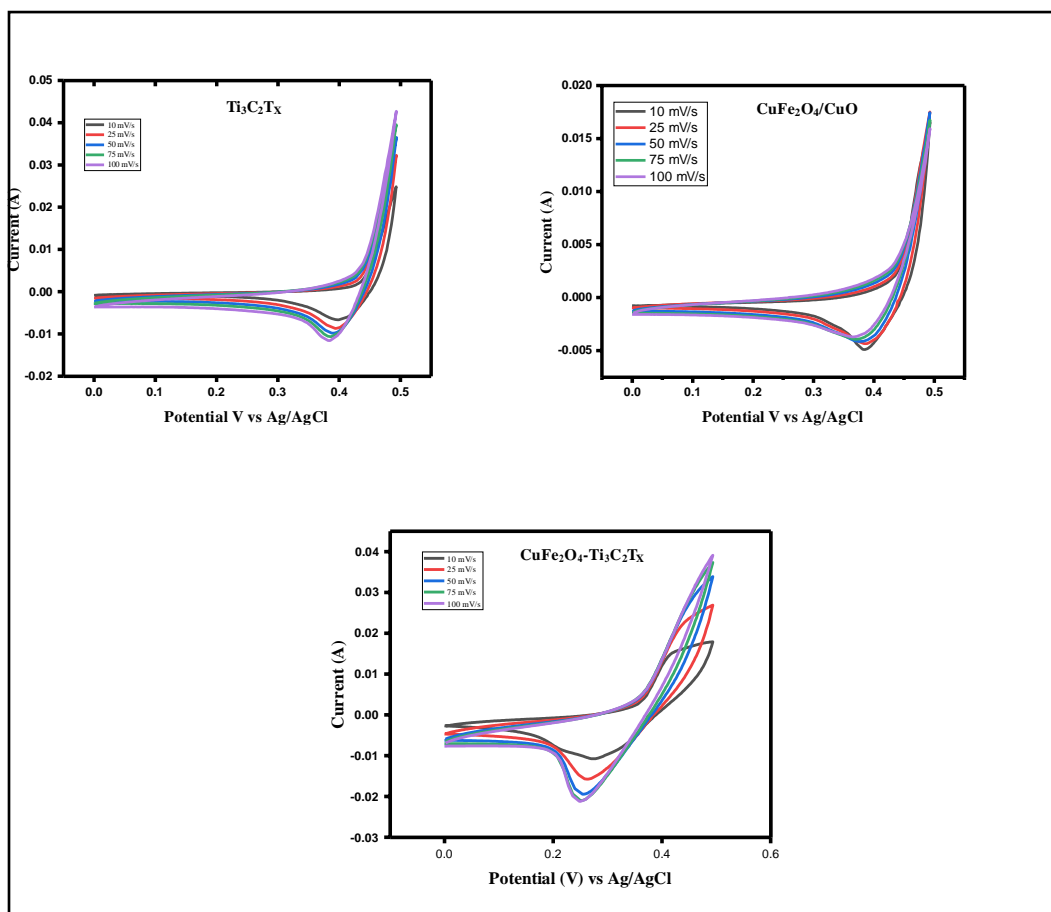 Ti₃C₂Tₓ
10 mV/s
25 mV/s
50 mV/s
75 mV/s
100 mV/s
0.05
0.04
0.03
0.02
0.01
0.00
-0.01
-0.02
Current (A)
0.0 0.1 0.2 0.3 0.4 0.5
Potential V vs Ag/AgCl
CuFe₂O₄/CuO
10 mV/s
25 mV/s
50 mV/s
75 mV/s
100 mV/s
0.020
0.015
0.010
0.005
0.000
-0.005
Current (A)
0.0 0.1 0.2 0.3 0.4 0.5
Potential V vs Ag/AgCl
CuFe₂O₄-Ti₃C₂Tₓ
10 mV/s
25 mV/s
50 mV/s
75 mV/s
100 mV/s
0.04
0.03
0.02
0.01
0.00
-0.01
-0.02
-0.03
Current (A)
0.0 0.2 0.4 0.6
Potential (V) vs Ag/AgCl